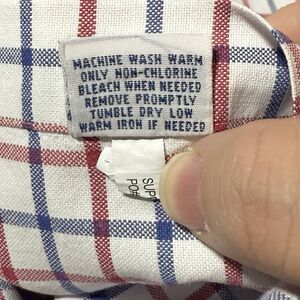 MACHINE WASH WARM
ONLY NON-CHLORINE
BLEACH WHEN NEEDED
REMOVE PROMPTLY
TUMBLE DRY LOW
WARM IRON IF NEEDED